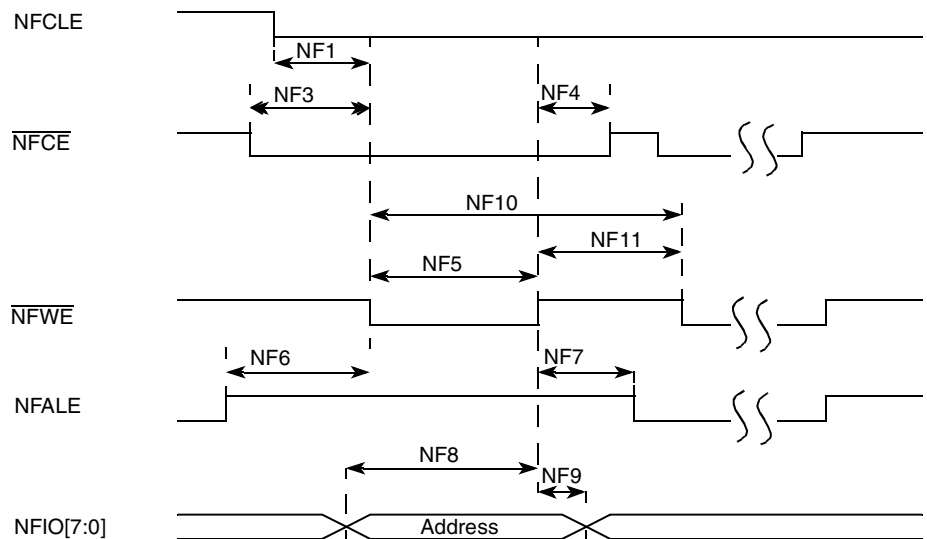 NFCLE
NF1
NF3
NF4
NFCE
NF10
NF11
NF5
NFWE
NF6
NF7
NFALE
NF8
NF9
NFIO[7:0]
Address